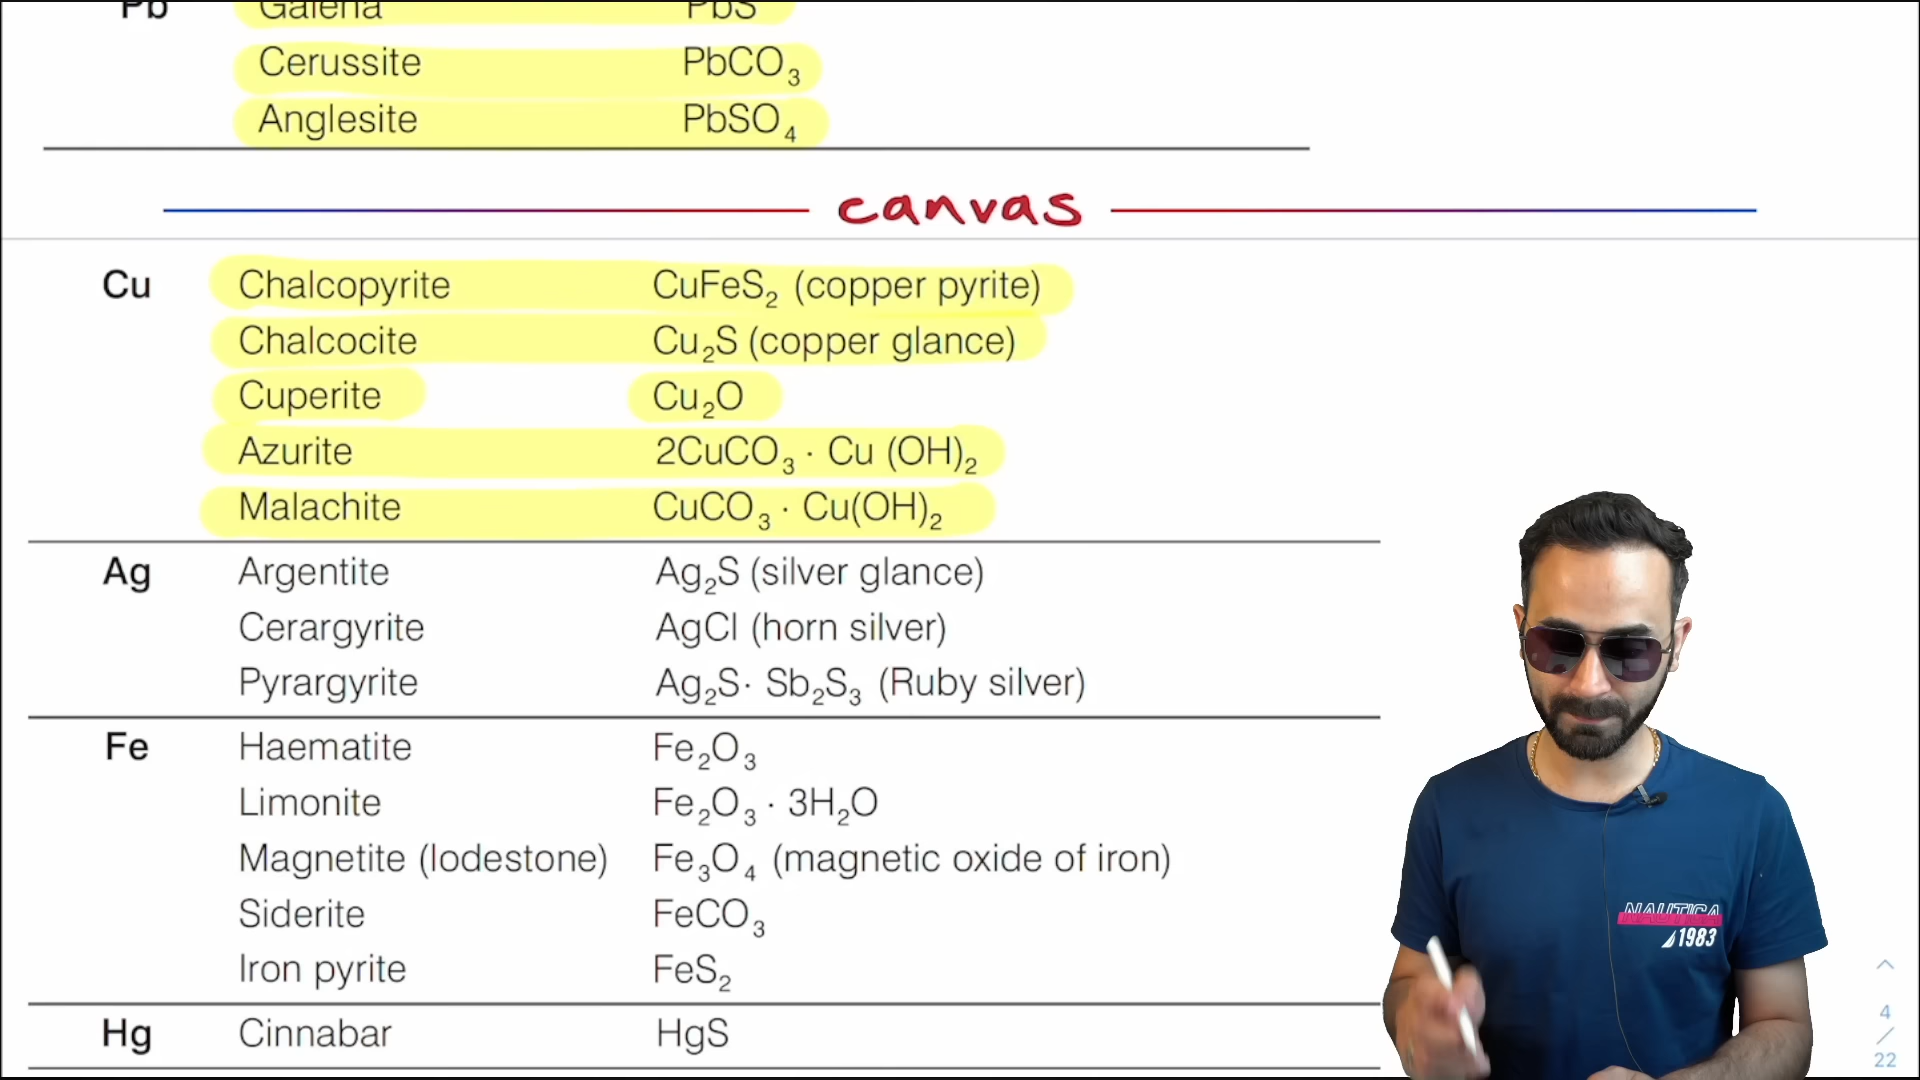 Pb Galena PbS
Cerussite PbCO₃
Anglesite PbSO₄
canvas
Cu Chalcopyrite CuFeS₂ (copper pyrite)
Chalcocite Cu₂S (copper glance)
Cuperite Cu₂O
Azurite 2CuCO₃ · Cu (OH)₂
Malachite CuCO₃ · Cu(OH)₂
Ag Argentite Ag₂S (silver glance)
Cerargyrite AgCl (horn silver)
Pyrargyrite Ag₂S· Sb₂S₃ (Ruby silver)
Fe Haematite Fe₂O₃
Limonite Fe₂O₃ · 3H₂O
Magnetite (lodestone) Fe₃O₄ (magnetic oxide of iron)
Siderite FeCO₃
Iron pyrite FeS₂
Hg Cinnabar HgS
NAUTICA
1983
4
/
22